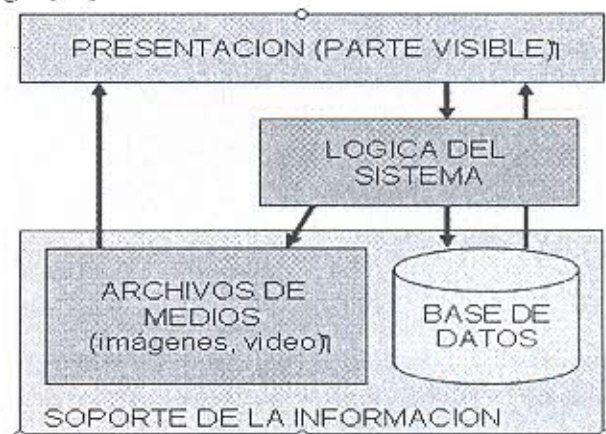 PRESENTACION (PARTE VISIBLE)¶
LOGICA DEL
SISTEMA
ARCHIVOS DE
MEDIOS
(imágenes, video)¶
BASE DE
DATOS
SOPORTE DE LA INFORMACION